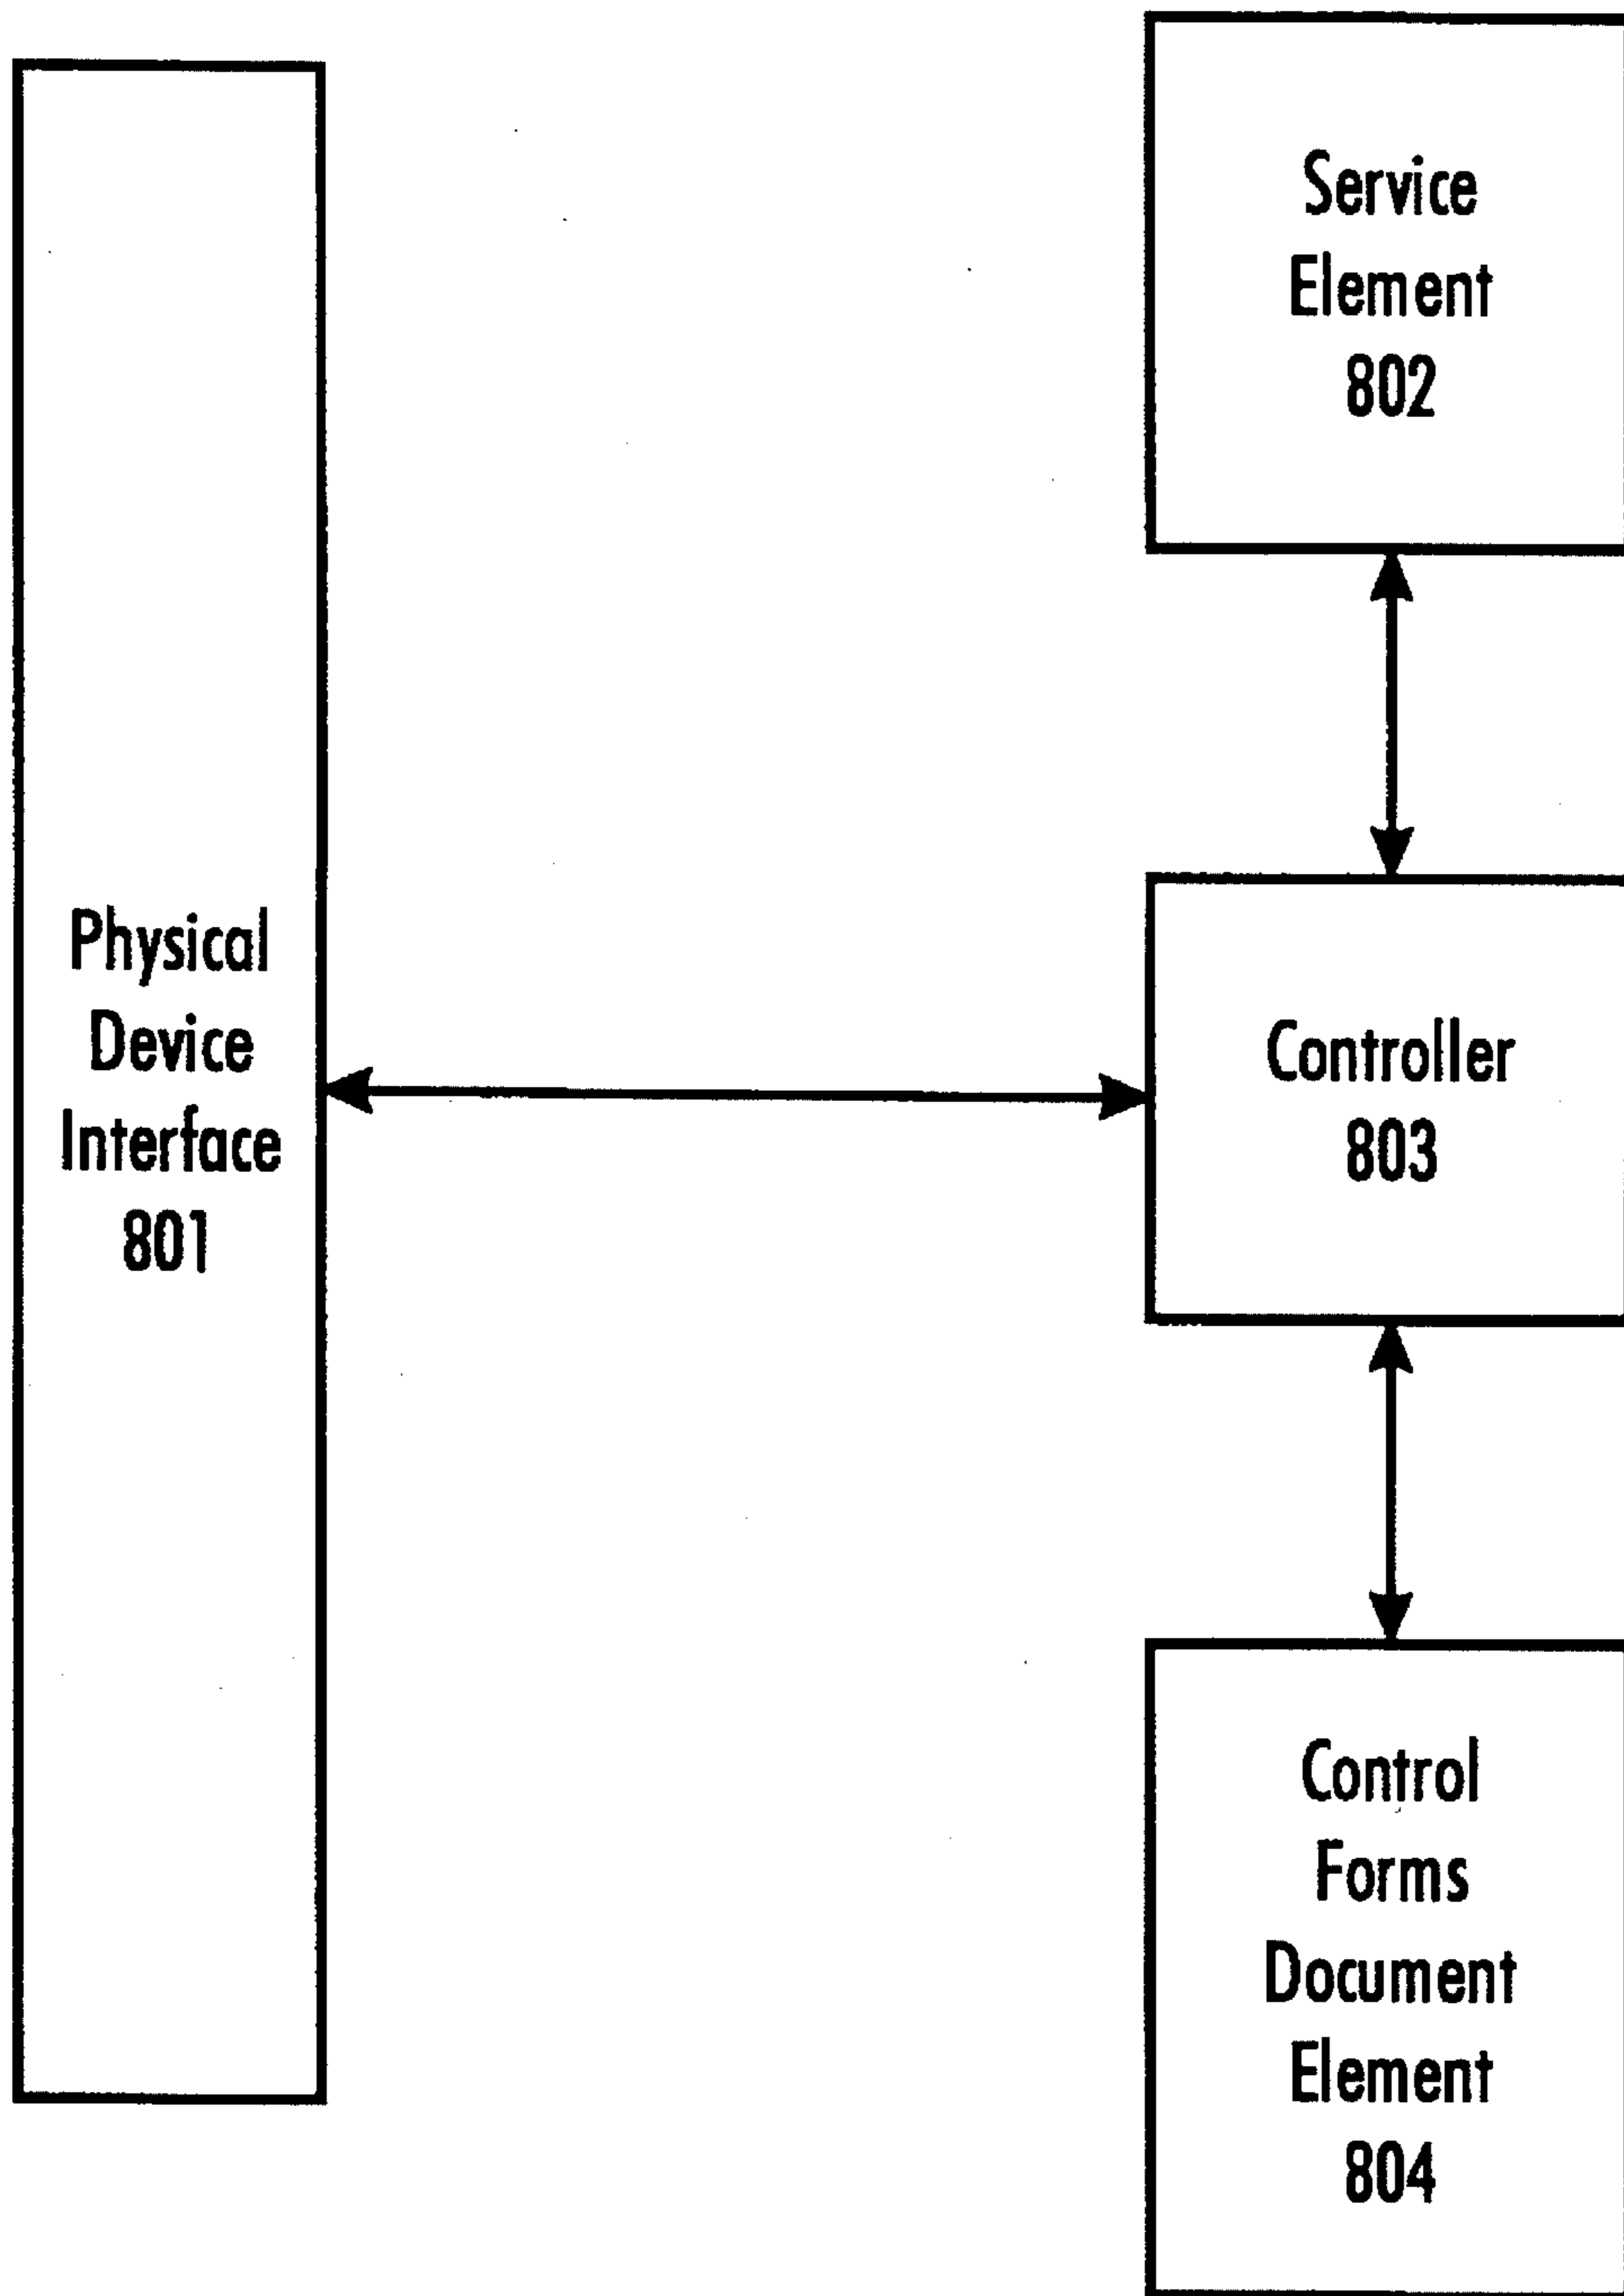 Physical
Device
Interface
801
Service
Element
802
Controller
803
Control
Forms
Document
Element
804